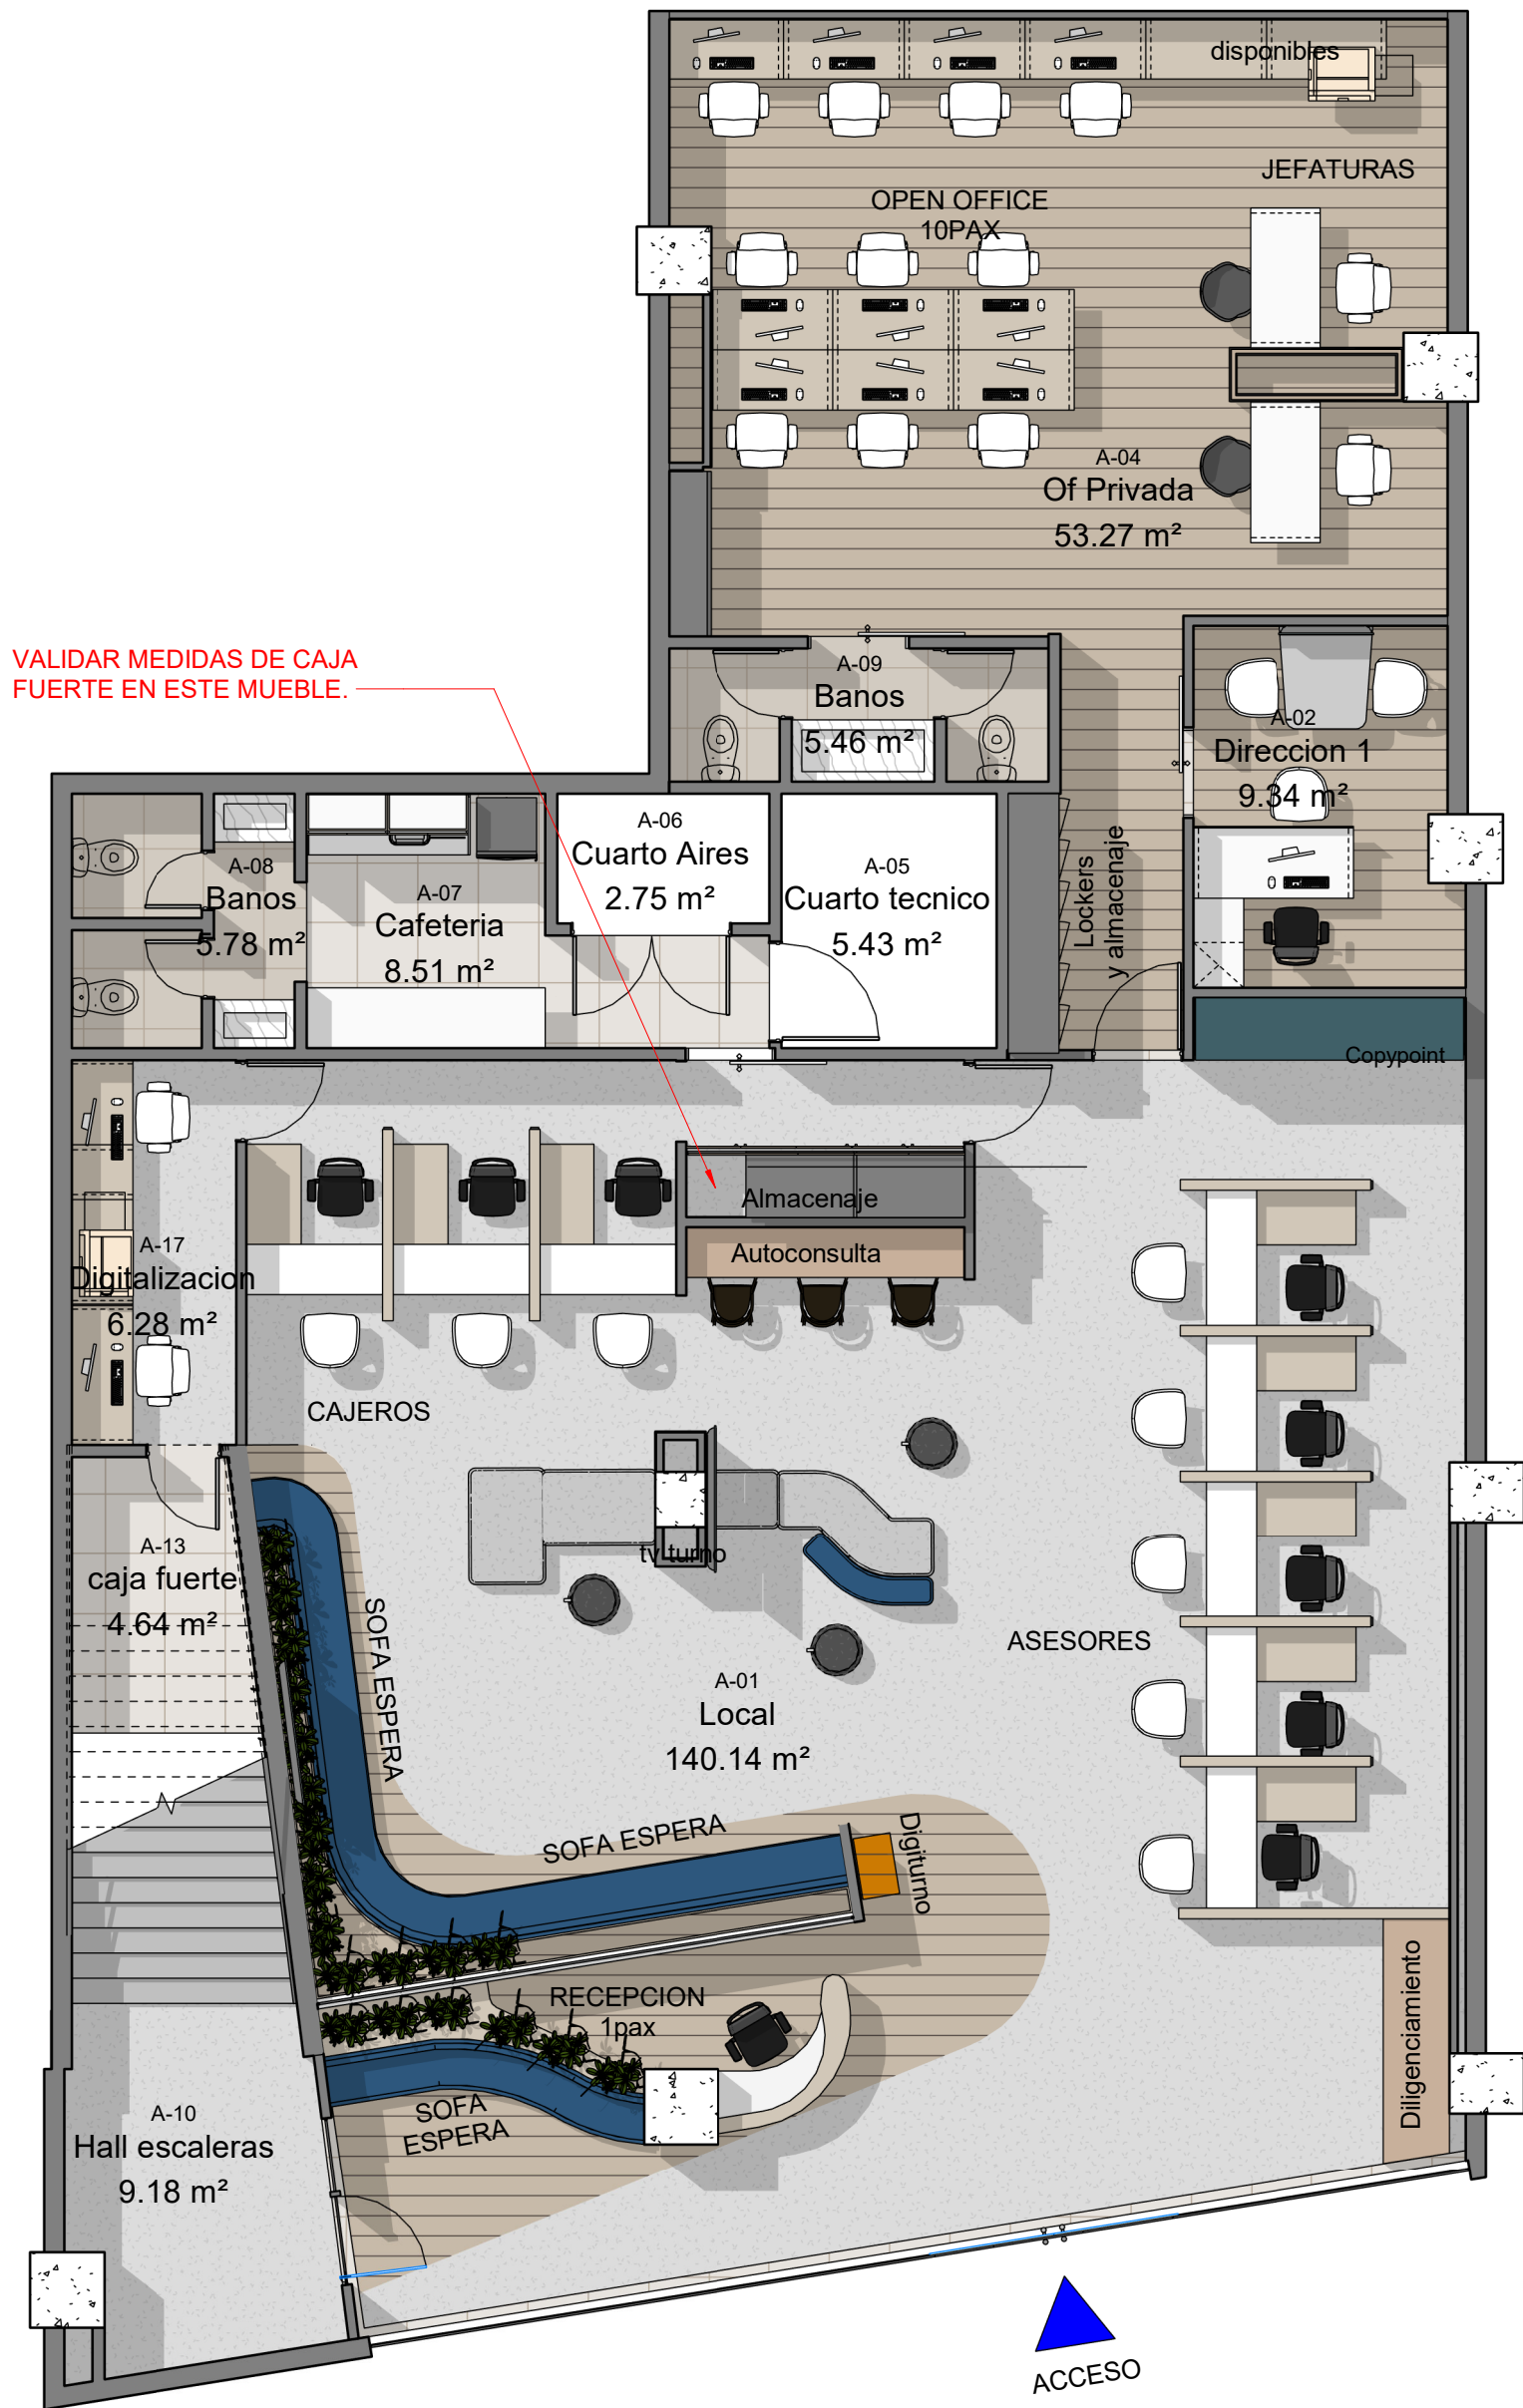 disponibles
JEFATURAS
OPEN OFFICE
10PAX
A-04
Of Privada
53.27 m²
VALIDAR MEDIDAS DE CAJA
FUERTE EN ESTE MUEBLE.
A-09
Banos
5.46 m²
A-02
Direccion 1
9.34 m²
A-06
Cuarto Aires
2.75 m²
A-05
Cuarto tecnico
5.43 m²
A-08
Banos
5.78 m²
A-07
Cafeteria
8.51 m²
Lockers
y almacenaje
Copypoint
Almacenaje
Autoconsulta
A-17
Digitalizacion
6.28 m²
CAJEROS
tv turno
A-13
caja fuerte
4.64 m²
SOFA ESPERA
ASESORES
A-01
Local
140.14 m²
SOFA ESPERA
Digiturno
RECEPCION
1pax
SOFA
ESPERA
Diligenciamiento
A-10
Hall escaleras
9.18 m²
ACCESO